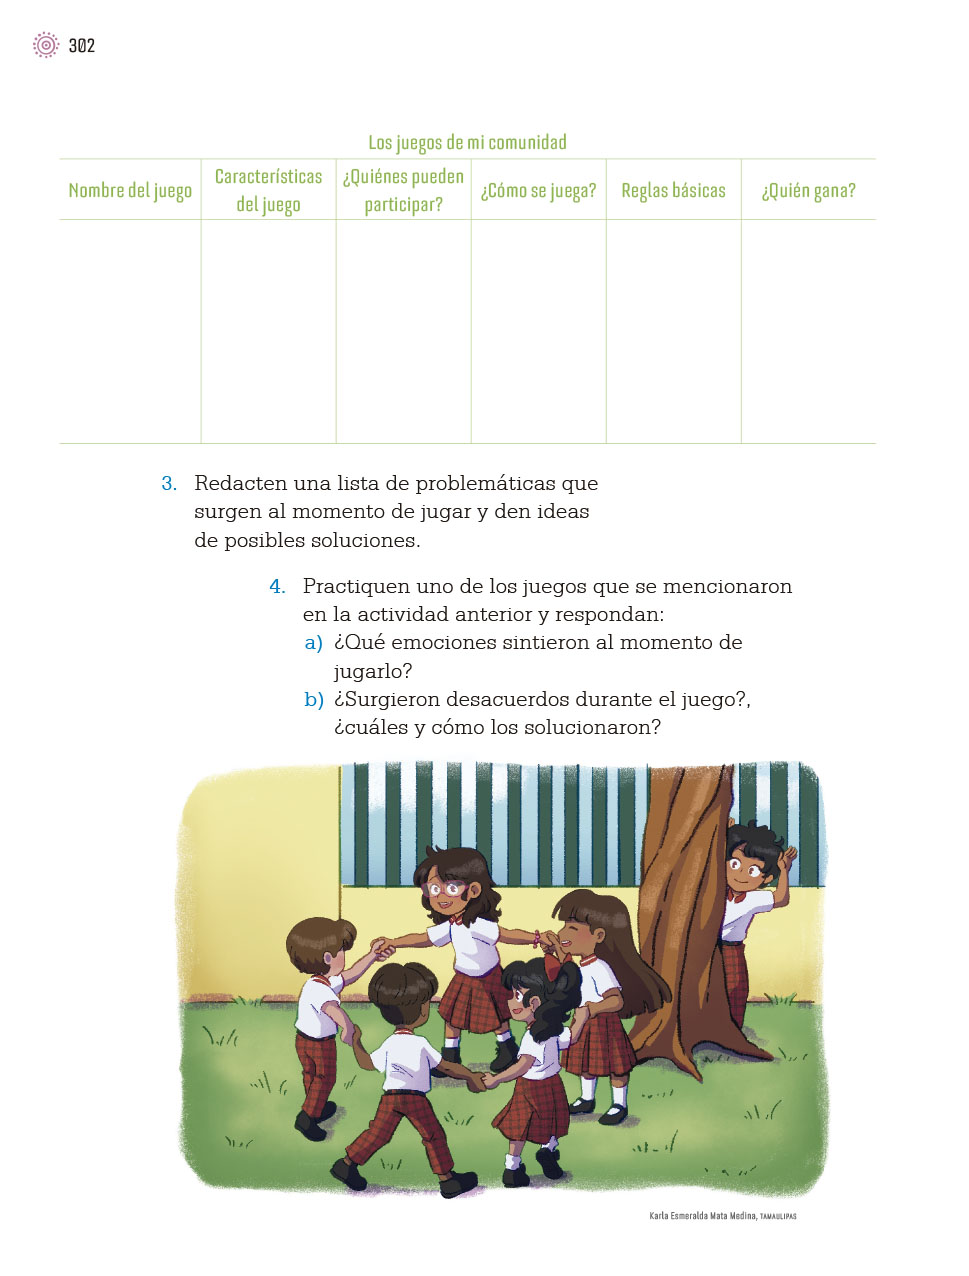 302
Los juegos de mi comunidad
Nombre del juego
Características
del juego
¿Quiénes pueden
participar?
¿Cómo se juega?
Reglas básicas
¿Quién gana?
3. Redacten una lista de problemáticas que
surgen al momento de jugar y den ideas
de posibles soluciones.
4. Practiquen uno de los juegos que se mencionaron
en la actividad anterior y respondan:
a) ¿Qué emociones sintieron al momento de
jugarlo?
b) ¿Surgieron desacuerdos durante el juego?,
¿cuáles y cómo los solucionaron?
Karla Esmeralda Mata Medina, TAMAULIPAS